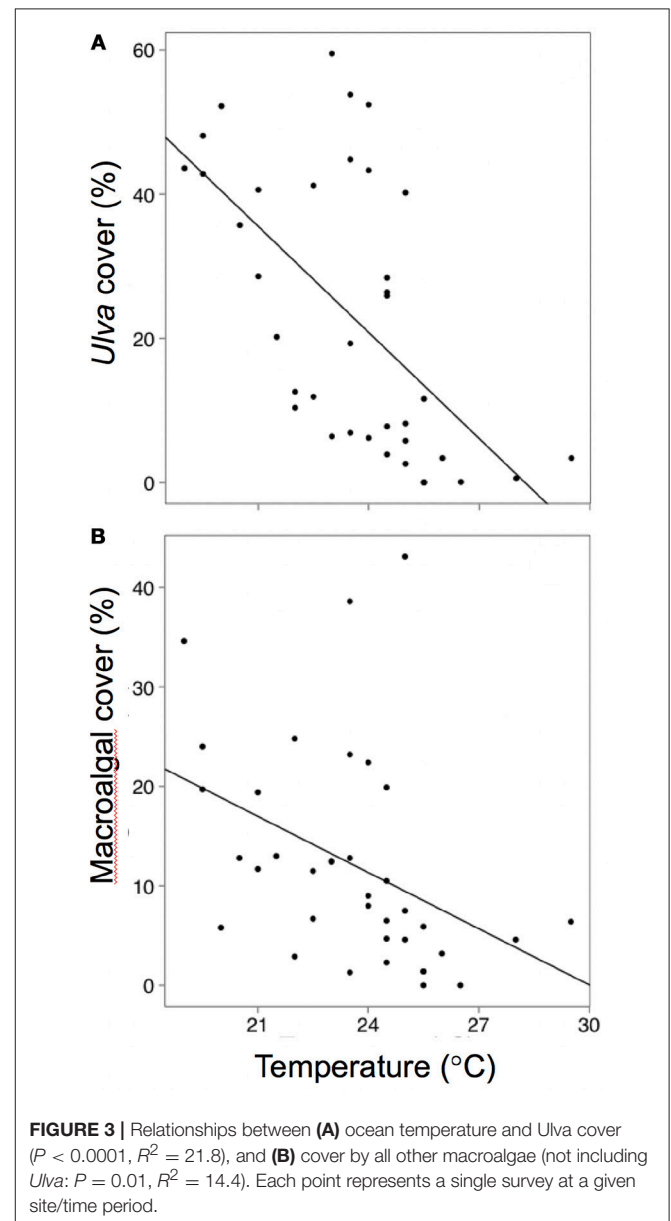 A
60
40
20
0
Ulva cover (%)
B
40
30
20
10
0
Macroalgal cover (%)
21 24 27 30
Temperature (°C)
FIGURE 3 | Relationships between (A) ocean temperature and Ulva cover
(P < 0.0001, R² = 21.8), and (B) cover by all other macroalgae (not including
Ulva: P = 0.01, R² = 14.4). Each point represents a single survey at a given
site/time period.